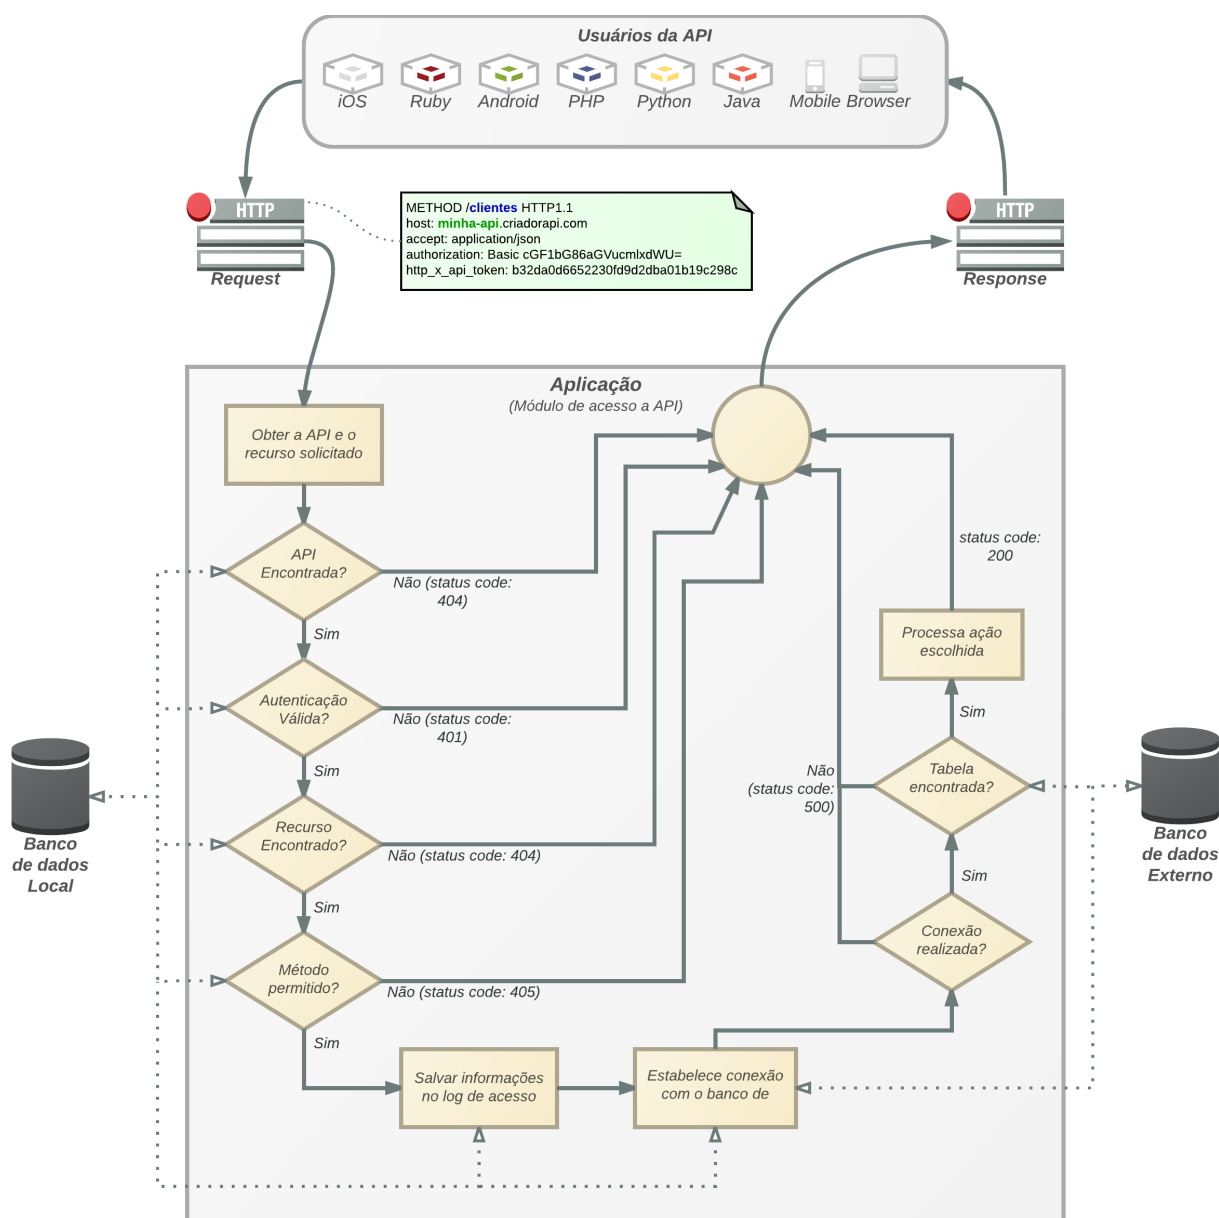 Usuários da API
iOS
Ruby
Android
PHP
Python
Java
Mobile
Browser
HTTP
Request
METHOD /clientes HTTP1.1
host: minha-api.criadorapi.com
accept: application/json
authorization: Basic cGF1bG86aGVucmlxdWU=
http_x_api_token: b32da0d6652230fd9d2dba01b19c298c
HTTP
Response
Aplicação
(Módulo de acesso a API)
Obter a API e o
recurso solicitado
API
Encontrada?
Não (status code:
404)
Sim
Autenticação
Válida?
Não (status code:
401)
Sim
Recurso
Encontrado?
Não (status code: 404)
Sim
Método
permitido?
Não (status code: 405)
Sim
Salvar informações
no log de acesso
Estabelece conexão
com o banco de
Conexão
realizada?
Sim
Tabela
encontrada?
Não
(status code:
500)
Sim
Processa ação
escolhida
status code:
200
Banco
de dados
Local
Banco
de dados
Externo